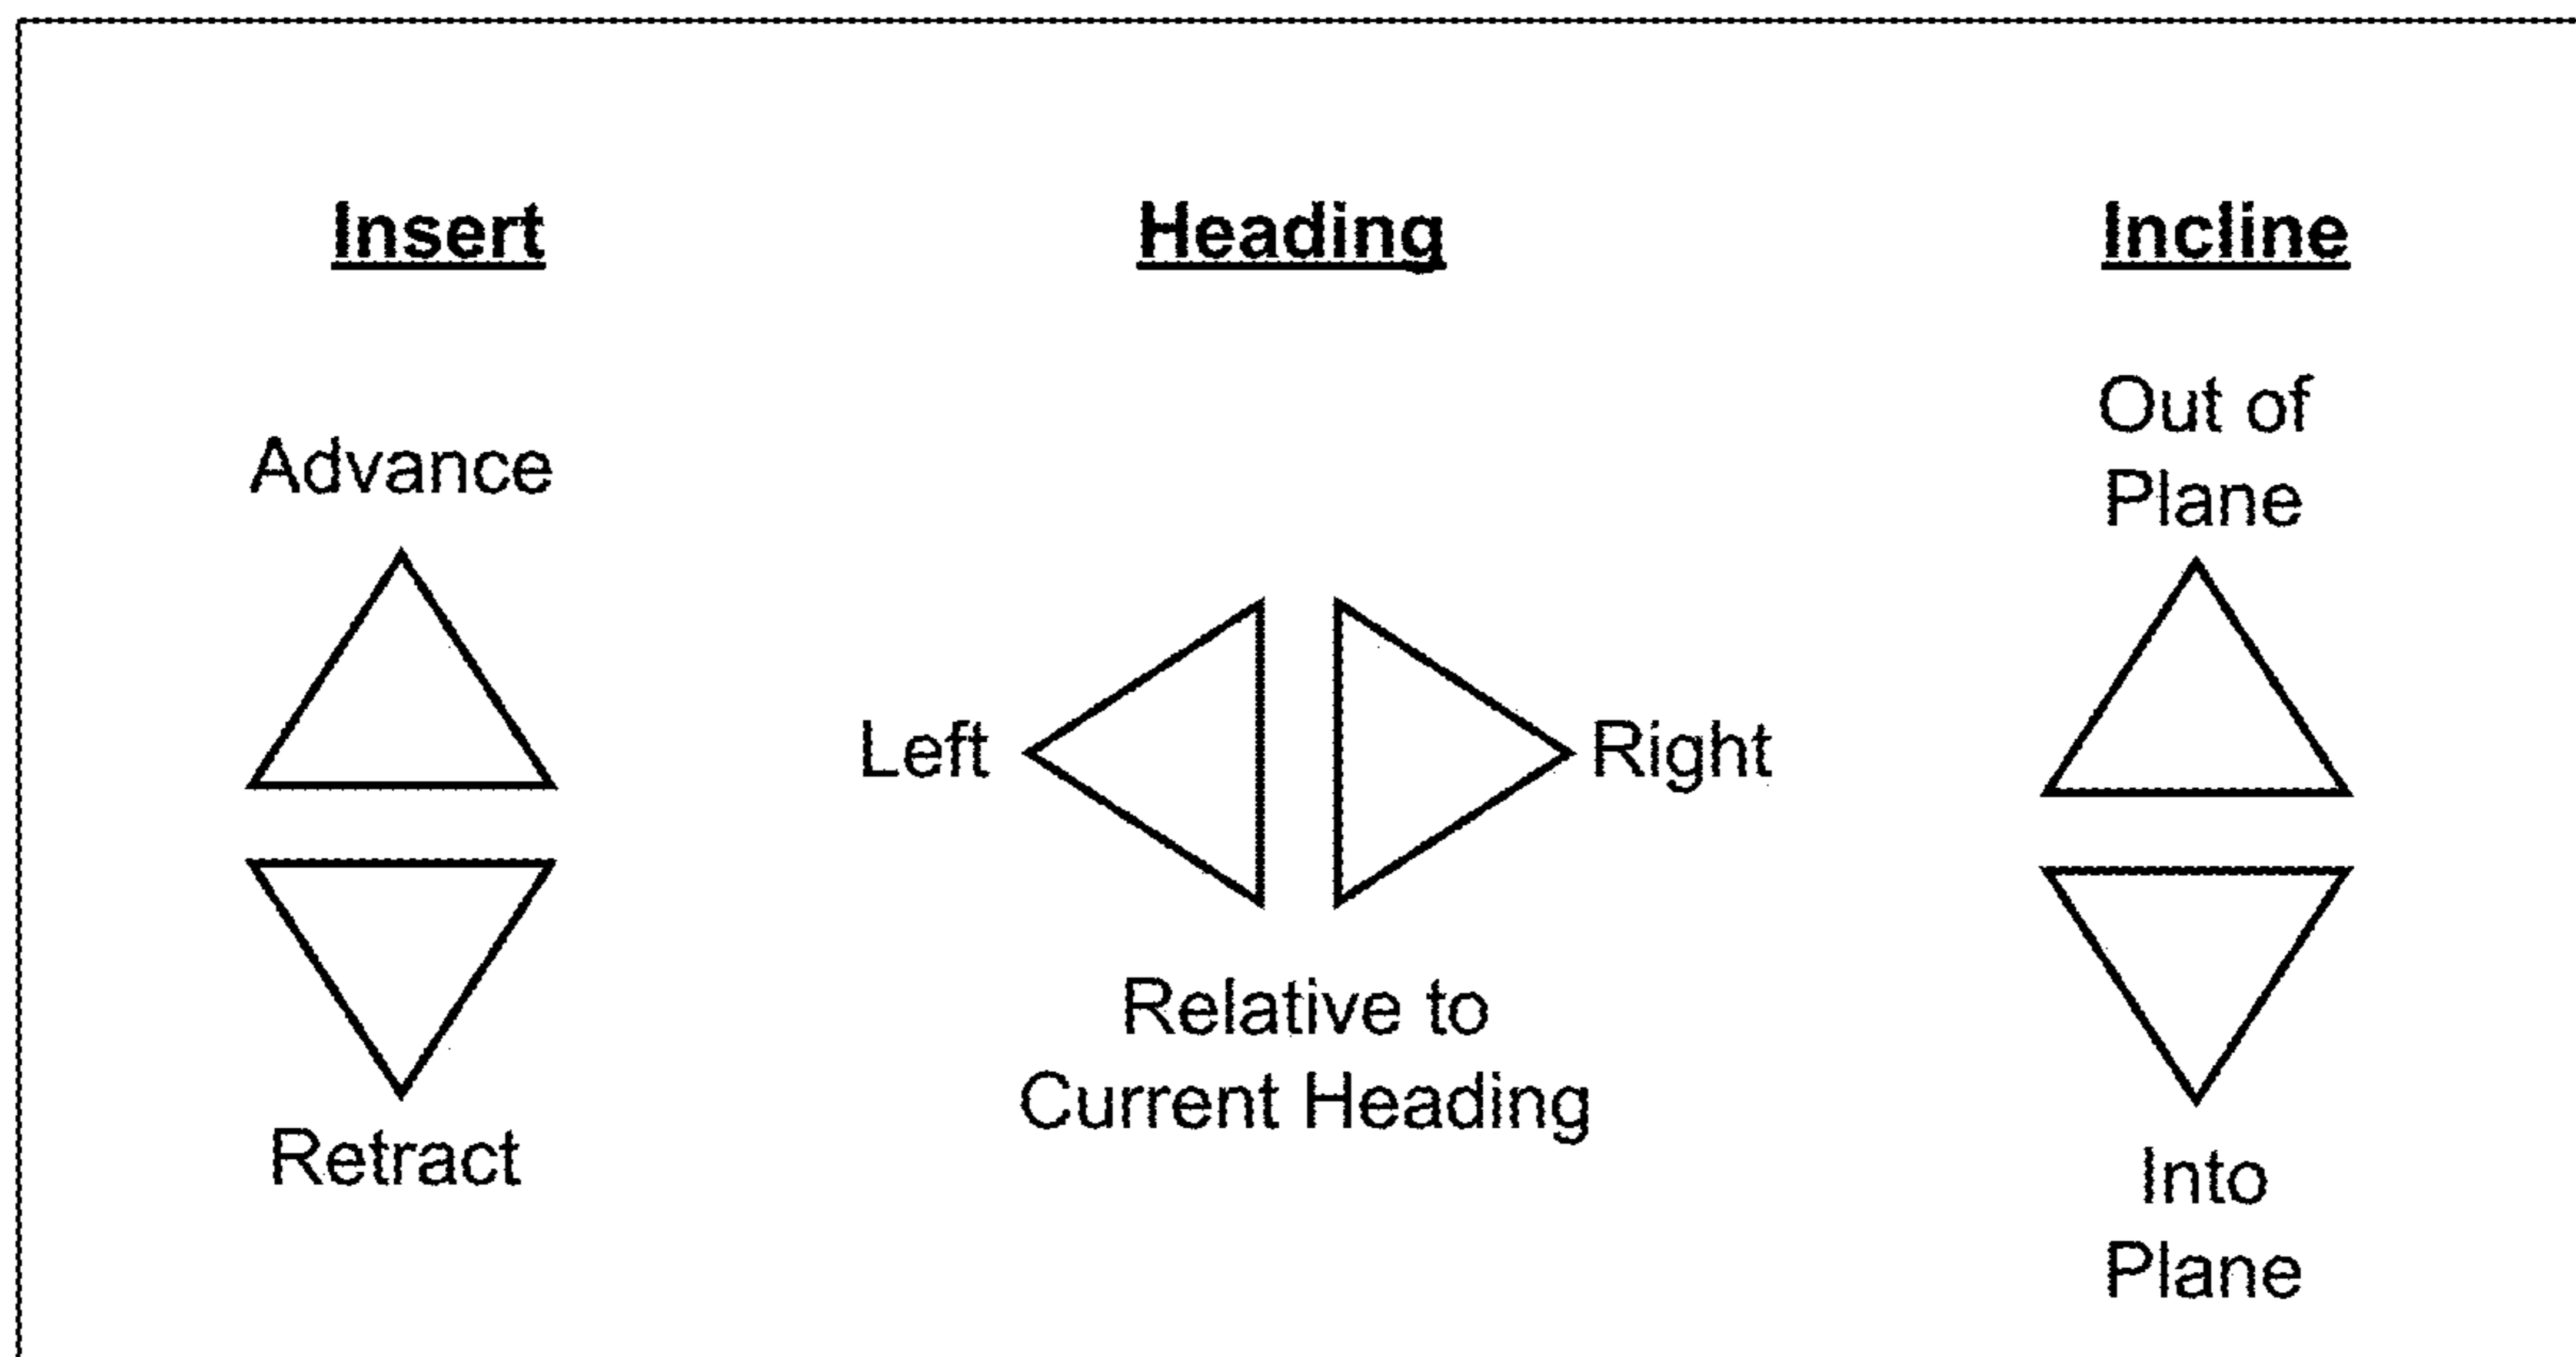 Insert
Advance
Retract
Heading
Left
Right
Relative to
Current Heading
Incline
Out of
Plane
Into
Plane